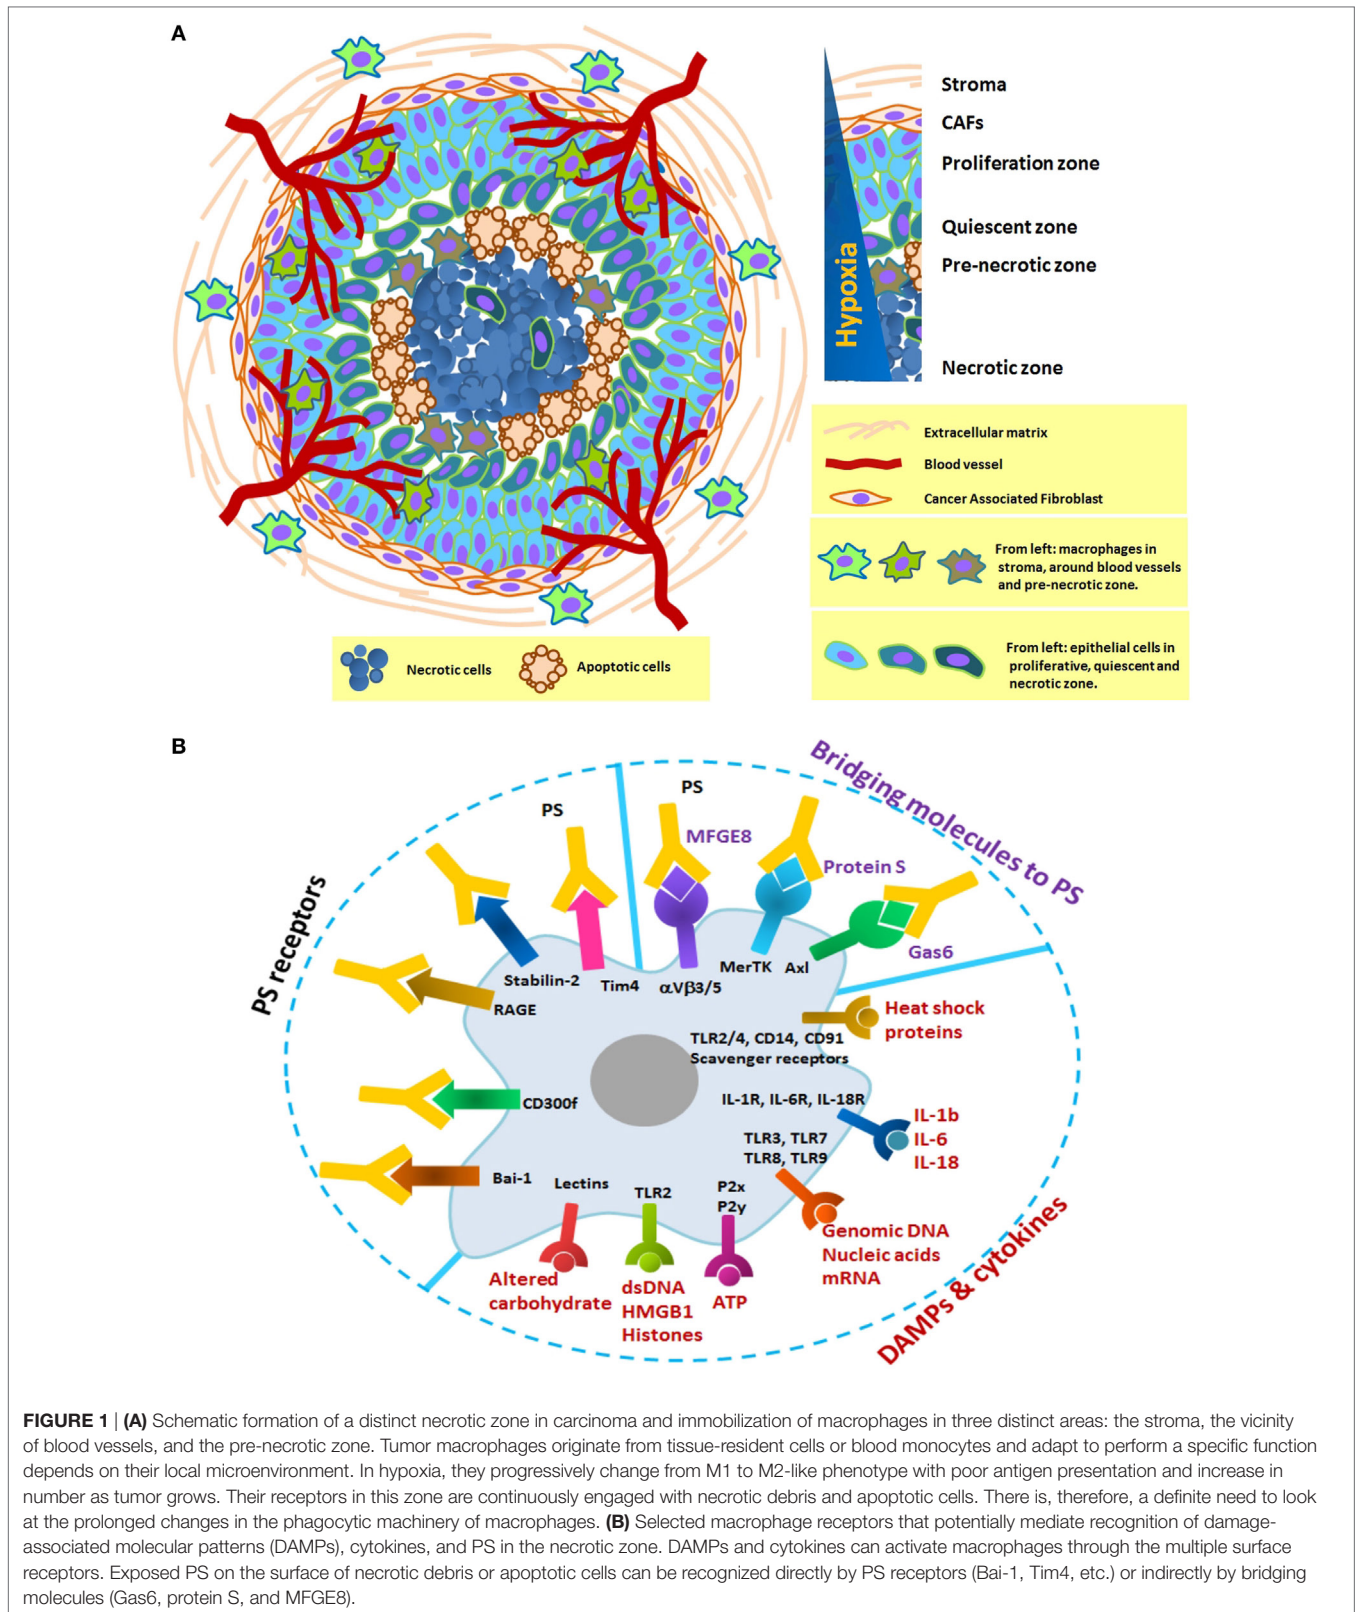 A
Stroma
CAFs
Proliferation zone
Quiescent zone
Pre-necrotic zone
Necrotic zone
Hypoxia
Extracellular matrix
Blood vessel
Cancer Associated Fibroblast
From left: macrophages in
stroma, around blood vessels
and pre-necrotic zone.
From left: epithelial cells in
proliferative, quiescent and
necrotic zone.
Necrotic cells
Apoptotic cells
B
Bridging molecules to PS
PS receptors
DAMPs & cytokines
PS
PS
MFGE8
Protein S
Gas6
Stabilin-2
Tim4
αVβ3/5
MerTK
Axl
RAGE
CD300f
Bai-1
Heat shock
proteins
TLR2/4, CD14, CD91
Scavenger receptors
IL-1R, IL-6R, IL-18R
IL-1b
IL-6
IL-18
TLR3, TLR7
TLR8, TLR9
Lectins
TLR2
P2x
P2y
Genomic DNA
Nucleic acids
mRNA
Altered
carbohydrate
dsDNA
HMGB1
Histones
ATP
FIGURE 1 | (A) Schematic formation of a distinct necrotic zone in carcinoma and immobilization of macrophages in three distinct areas: the stroma, the vicinity
of blood vessels, and the pre-necrotic zone. Tumor macrophages originate from tissue-resident cells or blood monocytes and adapt to perform a specific function
depends on their local microenvironment. In hypoxia, they progressively change from M1 to M2-like phenotype with poor antigen presentation and increase in
number as tumor grows. Their receptors in this zone are continuously engaged with necrotic debris and apoptotic cells. There is, therefore, a definite need to look
at the prolonged changes in the phagocytic machinery of macrophages. (B) Selected macrophage receptors that potentially mediate recognition of damage-
associated molecular patterns (DAMPs), cytokines, and PS in the necrotic zone. DAMPs and cytokines can activate macrophages through the multiple surface
receptors. Exposed PS on the surface of necrotic debris or apoptotic cells can be recognized directly by PS receptors (Bai-1, Tim4, etc.) or indirectly by bridging
molecules (Gas6, protein S, and MFGE8).